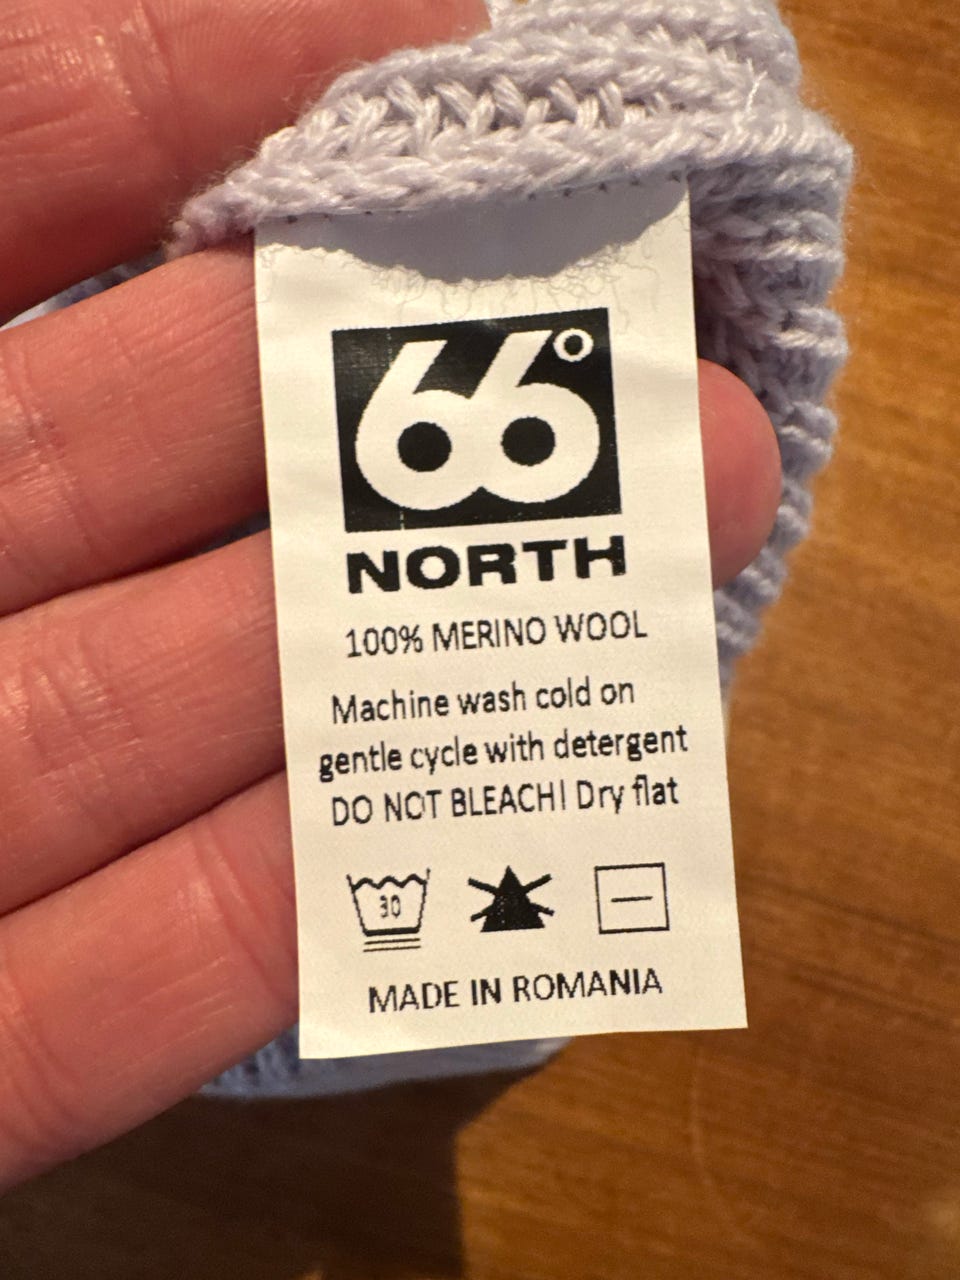 66°
NORTH
100% MERINO WOOL
Machine wash cold on
gentle cycle with detergent
DO NOT BLEACH! Dry flat
30
MADE IN ROMANIA